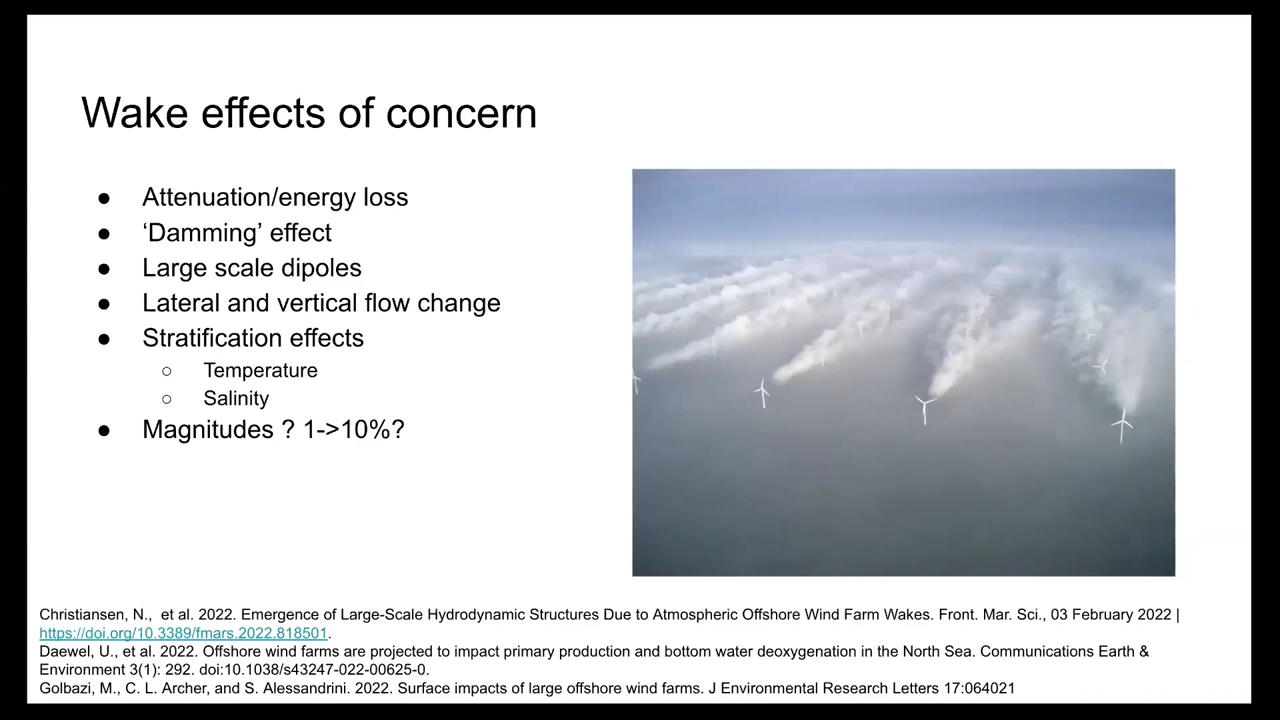 Wake effects of concern
● Attenuation/energy loss
● ‘Damming’ effect
● Large scale dipoles
● Lateral and vertical flow change
● Stratification effects
○ Temperature
○ Salinity
● Magnitudes ? 1->10%?
Christiansen, N., et al. 2022. Emergence of Large-Scale Hydrodynamic Structures Due to Atmospheric Offshore Wind Farm Wakes. Front. Mar. Sci., 03 February 2022 |
https://doi.org/10.3389/fmars.2022.818501.
Daewel, U., et al. 2022. Offshore wind farms are projected to impact primary production and bottom water deoxygenation in the North Sea. Communications Earth &
Environment 3(1): 292. doi:10.1038/s43247-022-00625-0.
Golbazi, M., C. L. Archer, and S. Alessandrini. 2022. Surface impacts of large offshore wind farms. J Environmental Research Letters 17:064021